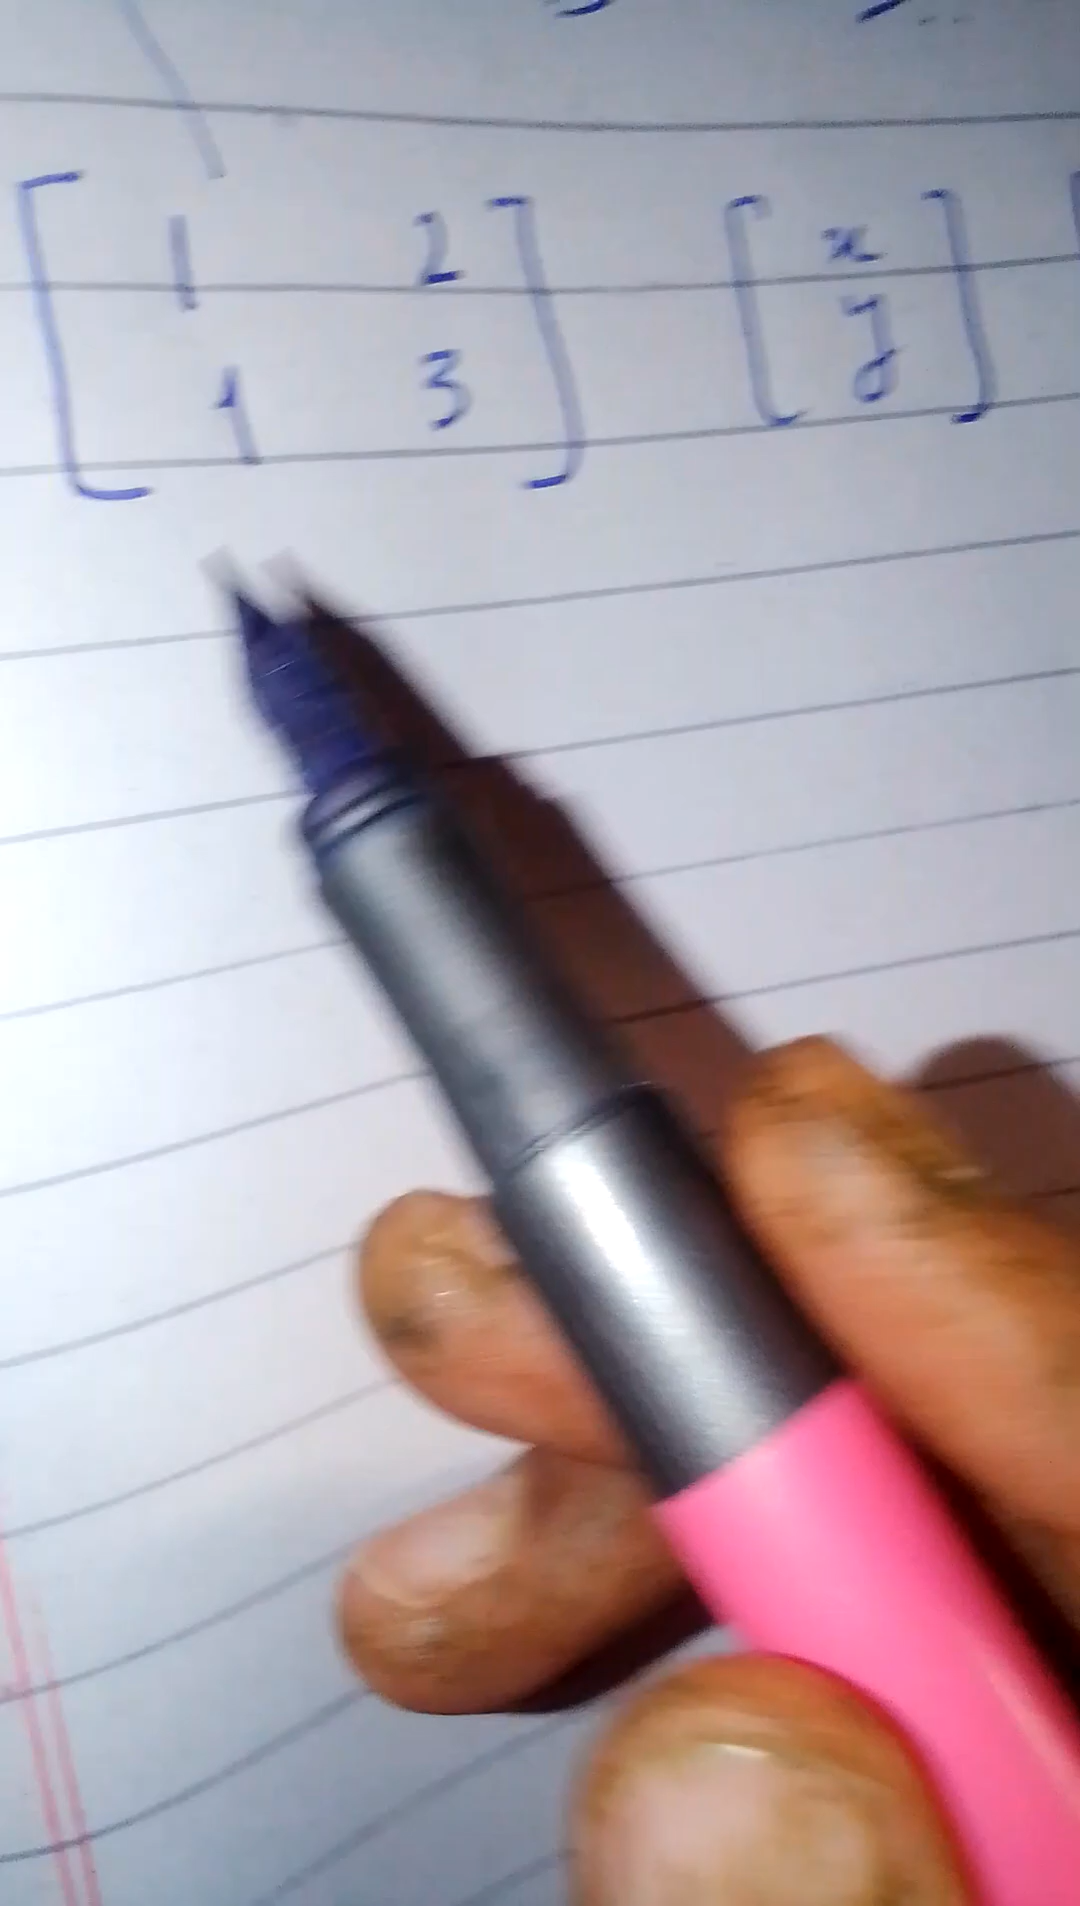 [ 1 2 ] [ x ]
[ 1 3 ] [ y ]